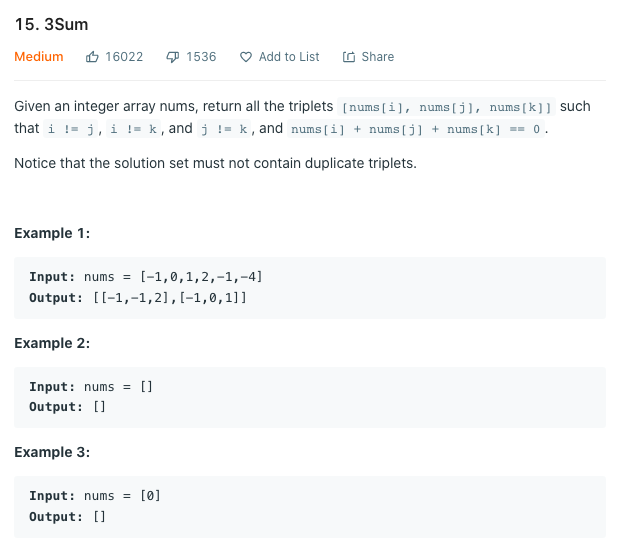 15. 3Sum
Medium 16022 1536 Add to List Share
Given an integer array nums, return all the triplets [nums[i], nums[j], nums[k]] such
that i != j, i != k, and j != k, and nums[i] + nums[j] + nums[k] == 0.
Notice that the solution set must not contain duplicate triplets.
Example 1:
Input: nums = [-1,0,1,2,-1,-4]
Output: [[-1,-1,2],[-1,0,1]]
Example 2:
Input: nums = []
Output: []
Example 3:
Input: nums = [0]
Output: []